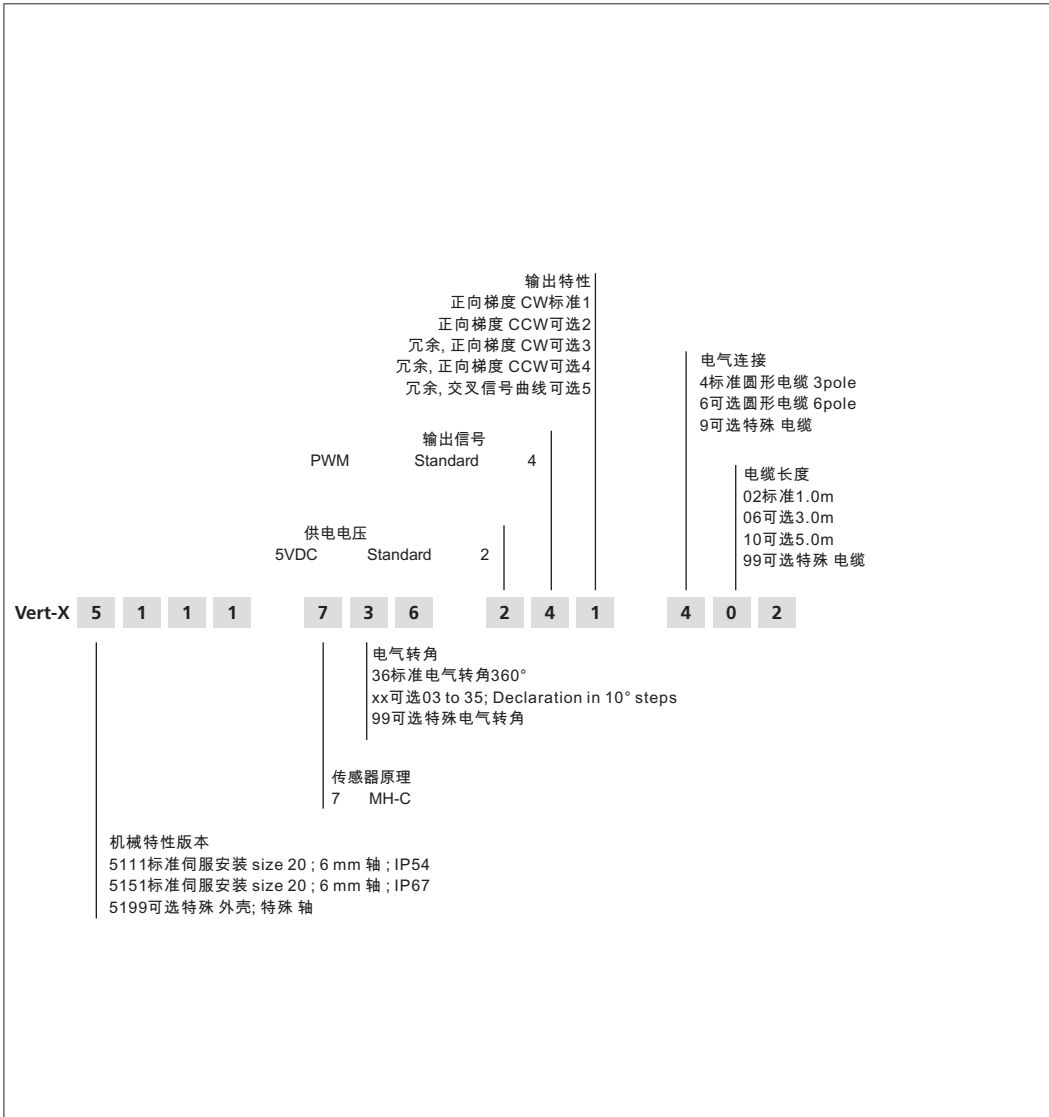 输出特性
正向梯度 CW标准1
正向梯度 CCW可选2
冗余, 正向梯度 CW可选3
冗余, 正向梯度 CCW可选4
冗余, 交叉信号曲线可选5
电气连接
4标准圆形电缆 3pole
6可选圆形电缆 6pole
9可选特殊 电缆
输出信号
PWM Standard 4
电缆长度
02标准1.0m
06可选3.0m
10可选5.0m
99可选特殊 电缆
供电电压
5VDC Standard 2
Vert-X 5 1 1 1 7 3 6 2 4 1 4 0 2
电气转角
36标准电气转角360°
xx可选03 to 35; Declaration in 10° steps
99可选特殊电气转角
传感器原理
7 MH-C
机械特性版本
5111标准伺服安装 size 20 ; 6 mm 轴 ; IP54
5151标准伺服安装 size 20 ; 6 mm 轴 ; IP67
5199可选特殊 外壳; 特殊 轴